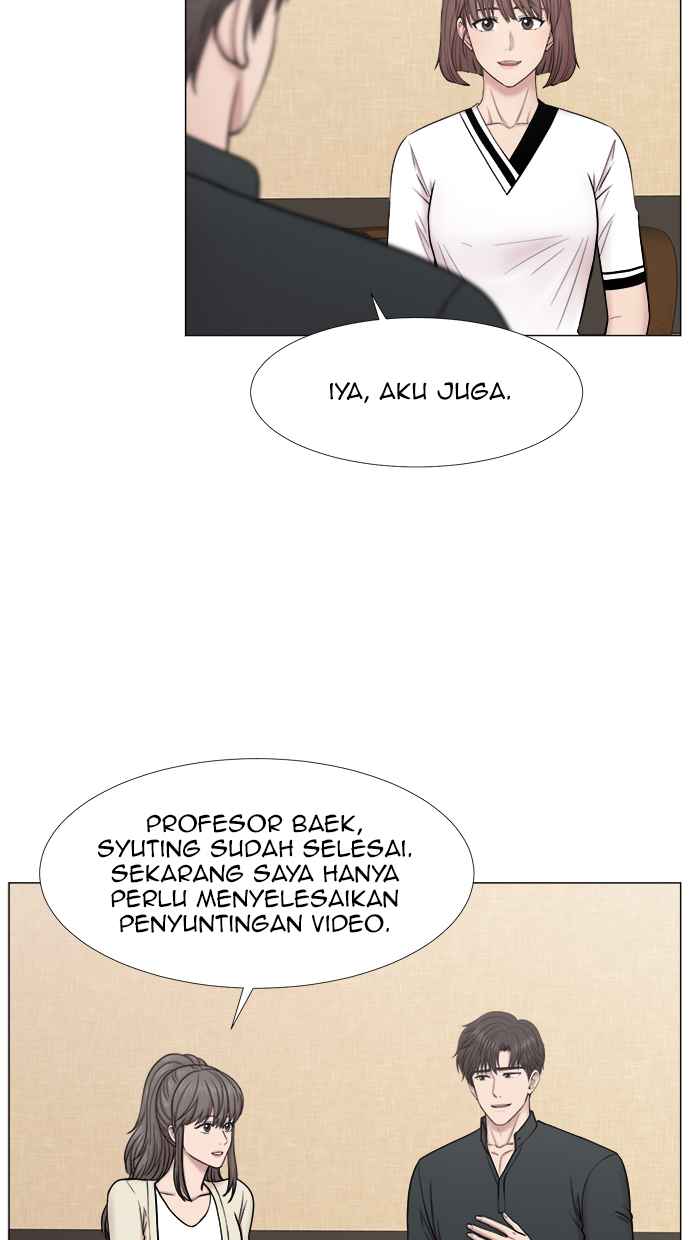 IYA, AKU JUGA.
PROFESOR BAEK,
SYUTING SUDAH SELESAI.
SEKARANG SAYA HANYA
PERLU MENYELESAIKAN
PENYUNTINGAN VIDEO.